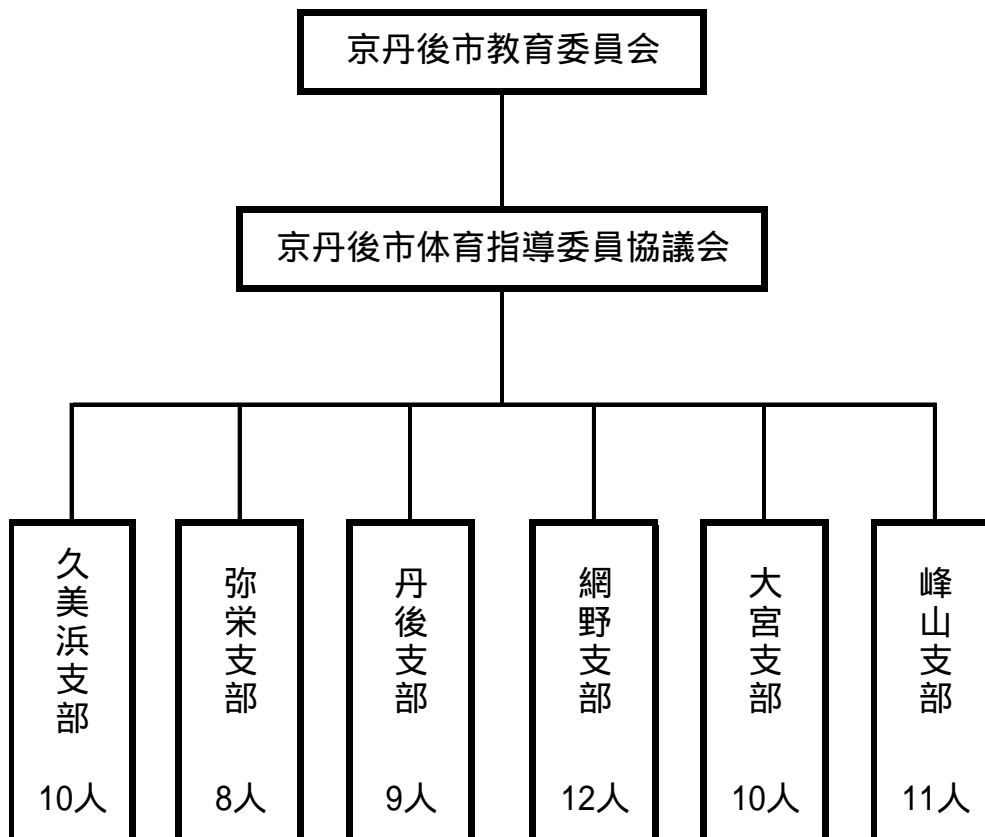 京丹後市教育委員会
京丹後市体育指導委員協議会
久美浜支部
10人
弥栄支部
8人
丹後支部
9人
網野支部
12人
大宮支部
10人
峰山支部
11人